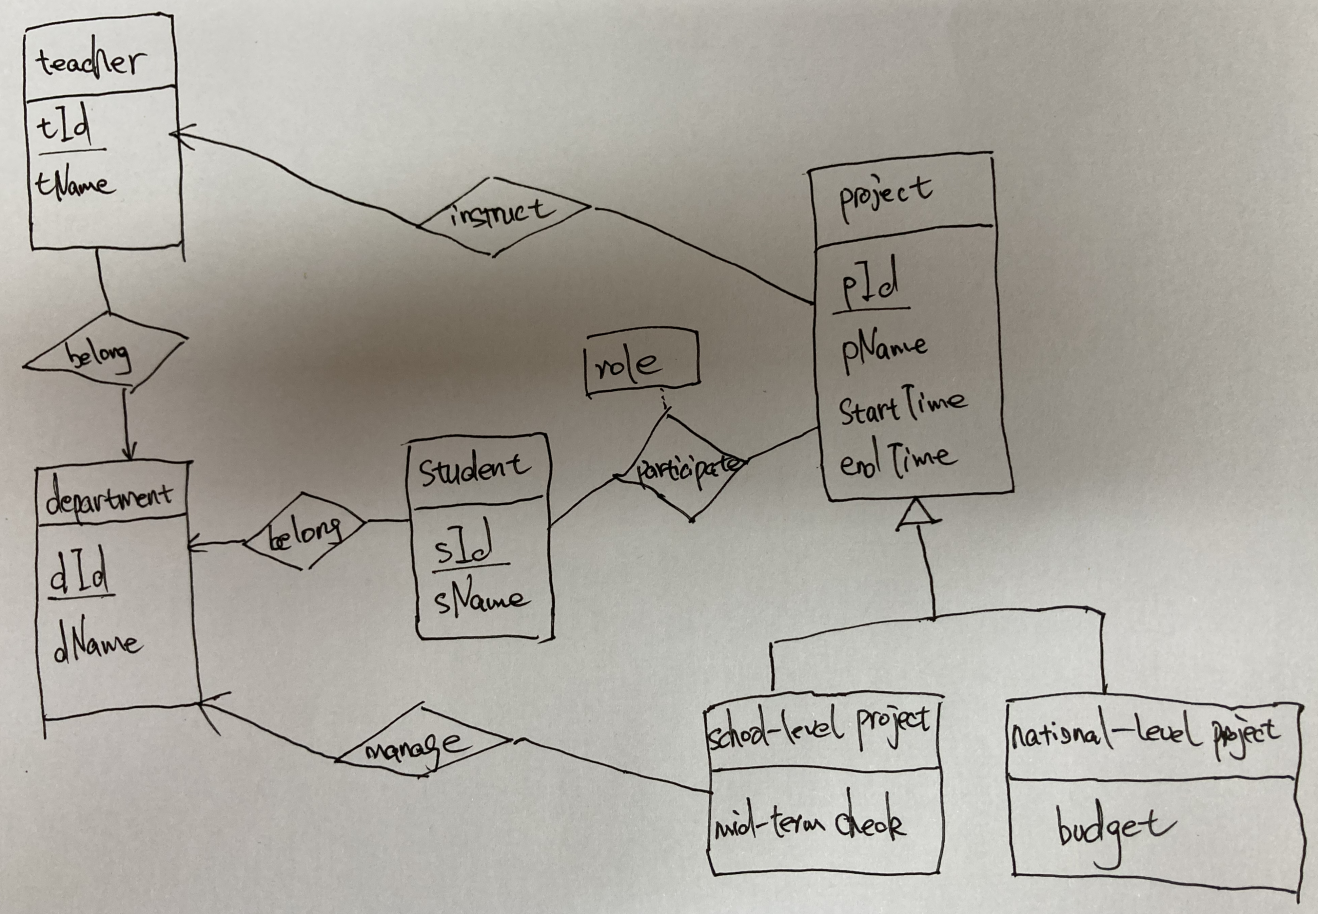 teacher
tId
tName
instruct
project
pId
pName
StartTime
endTime
belong
role
participate
department
dId
dName
belong
student
sId
sName
manage
school-level project
mid-term check
national-level project
budget